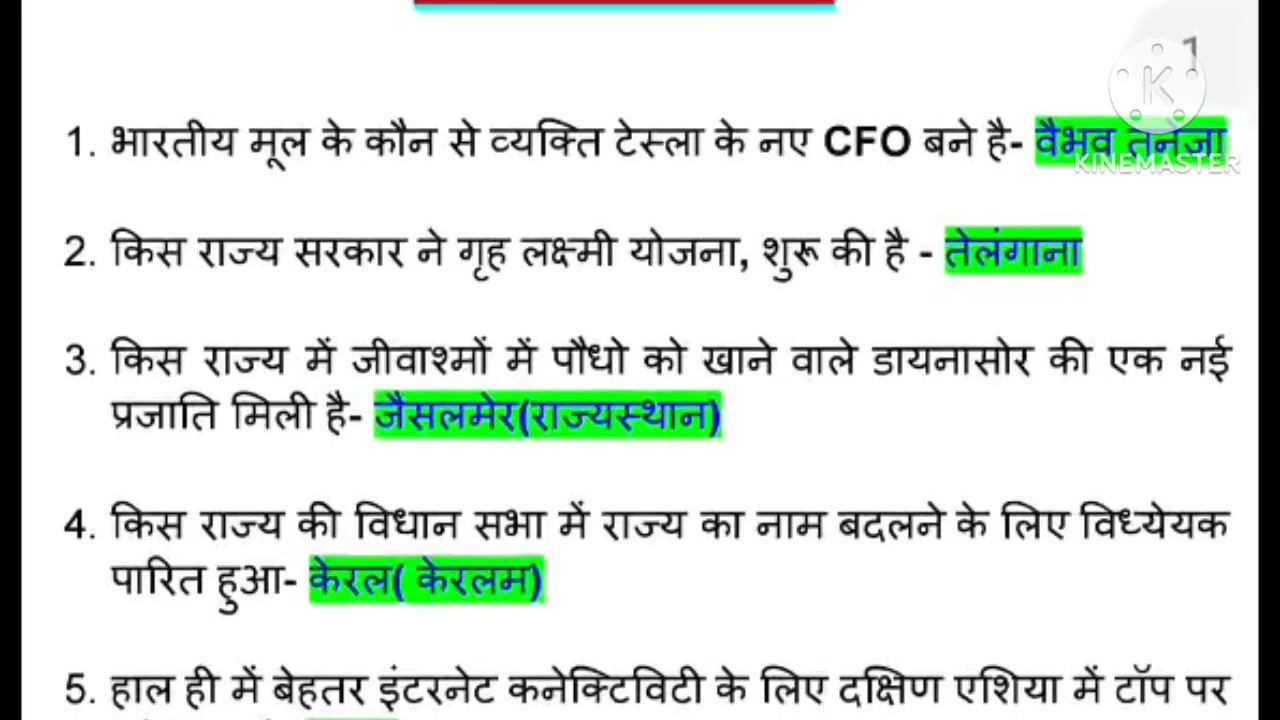 1
1. भारतीय मूल के कौन से व्यक्ति टेस्ला के नए CFO बने है- वैभव तनेजा
KINEMASTER
2. किस राज्य सरकार ने गृह लक्ष्मी योजना, शुरू की है - तेलंगाना
3. किस राज्य में जीवाश्मों में पौधो को खाने वाले डायनासोर की एक नई
प्रजाति मिली है- जैसलमेर(राज्यस्थान)
4. किस राज्य की विधान सभा में राज्य का नाम बदलने के लिए विध्येयक
पारित हुआ- केरल( केरलम)
5. हाल ही में बेहतर इंटरनेट कनेक्टिविटी के लिए दक्षिण एशिया में टॉप पर